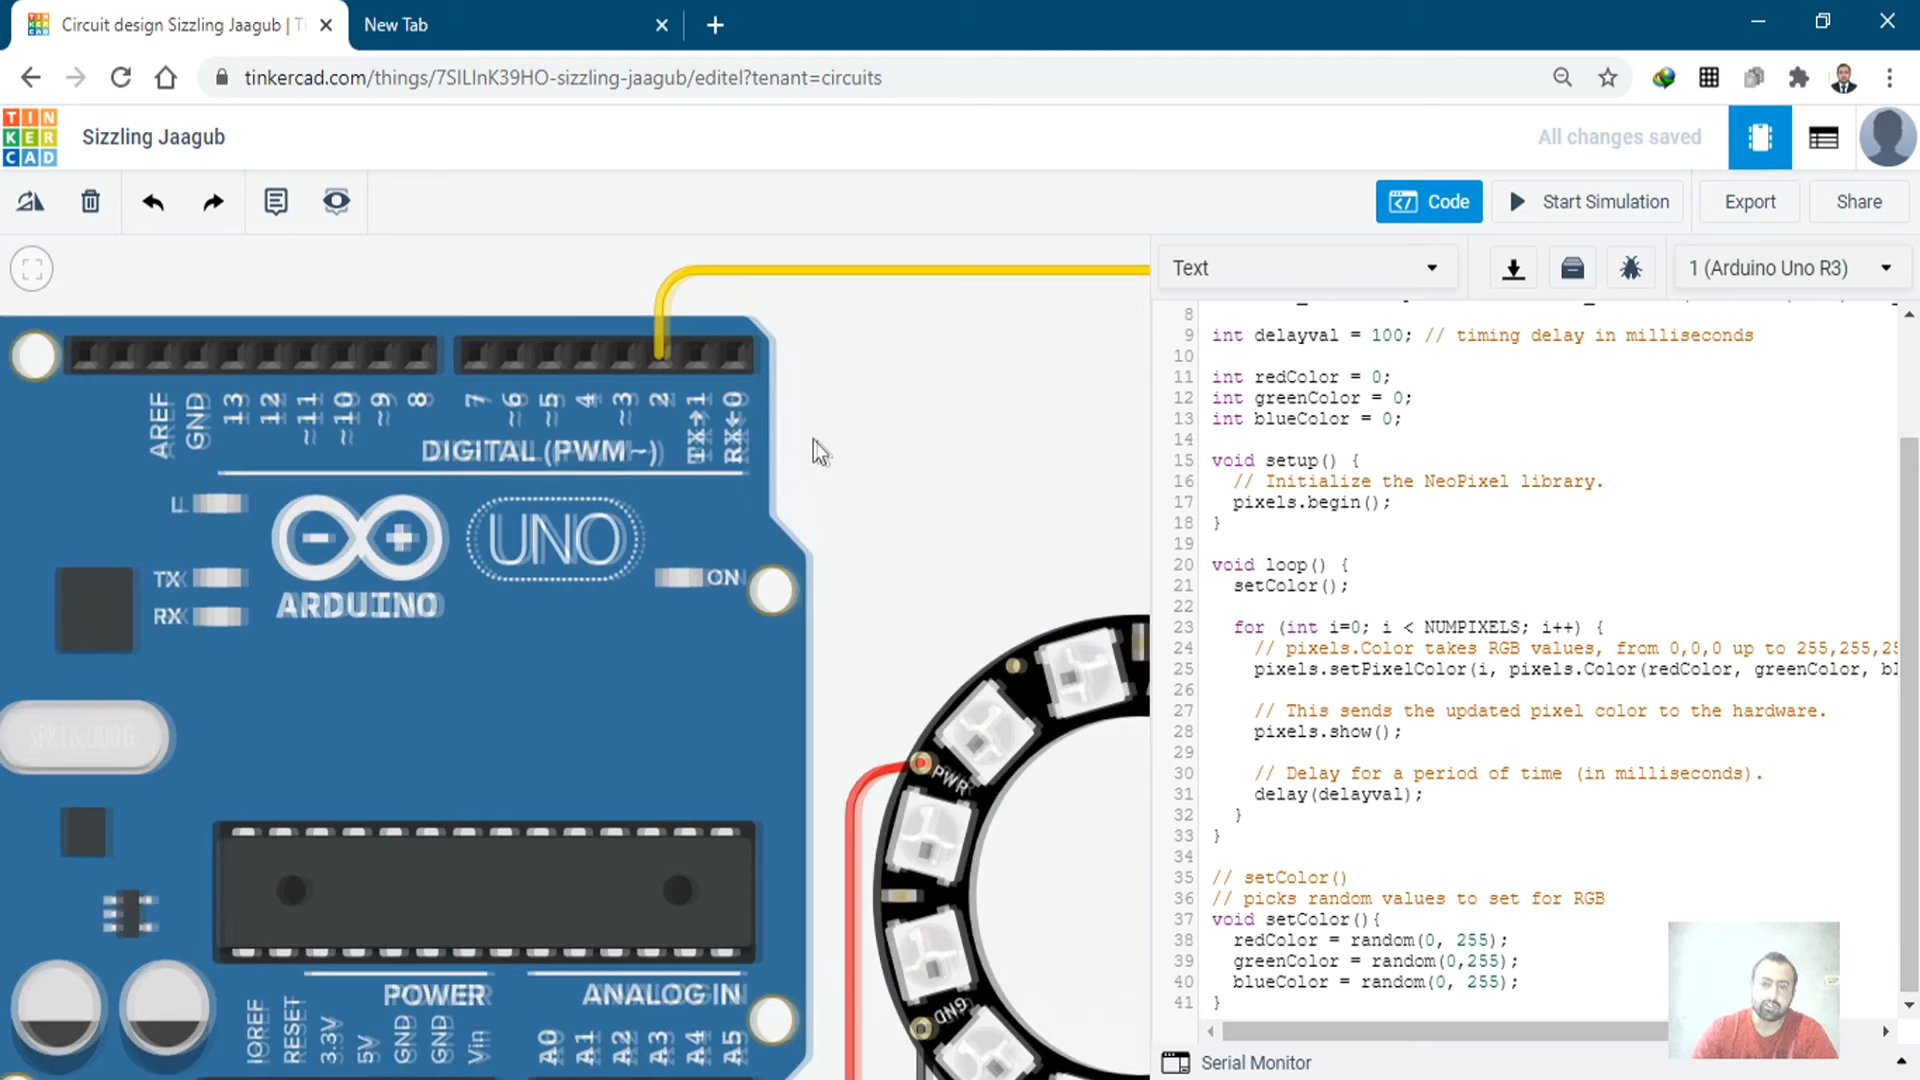 Circuit design Sizzling Jaagub | Ti
New Tab
tinkercad.com/things/7SILInK39HO-sizzling-jaagub/editel?tenant=circuits
TIN
KER
CAD
Sizzling Jaagub
All changes saved
Code
Start Simulation
Export
Share
Text
1 (Arduino Uno R3)
8
9 int delayval = 100; // timing delay in milliseconds
10
11 int redColor = 0;
12 int greenColor = 0;
13 int blueColor = 0;
14
15 void setup() {
16 // Initialize the NeoPixel library.
17 pixels.begin();
18 }
19
20 void loop() {
21 setColor();
22
23 for (int i=0; i < NUMPIXELS; i++) {
24 // pixels.Color takes RGB values, from 0,0,0 up to 255,255,25
25 pixels.setPixelColor(i, pixels.Color(redColor, greenColor, bl
26
27 // This sends the updated pixel color to the hardware.
28 pixels.show();
29
30 // Delay for a period of time (in milliseconds).
31 delay(delayval);
32 }
33 }
34
35 // setColor()
36 // picks random values to set for RGB
37 void setColor(){
38 redColor = random(0, 255);
39 greenColor = random(0,255);
40 blueColor = random(0, 255);
41 }
Serial Monitor
AREF GND 13 12 ~11 ~10 ~9 8 7 ~6 ~5 4 ~3 2 TX→1 RX←0
DIGITAL (PWM~)
L
TX
RX
UNO
ARDUINO
ON
SPK16.000G
PWR
GND
POWER
ANALOG IN
IOREF RESET 3.3V 5V GND GND Vin A0 A1 A2 A3 A4 A5